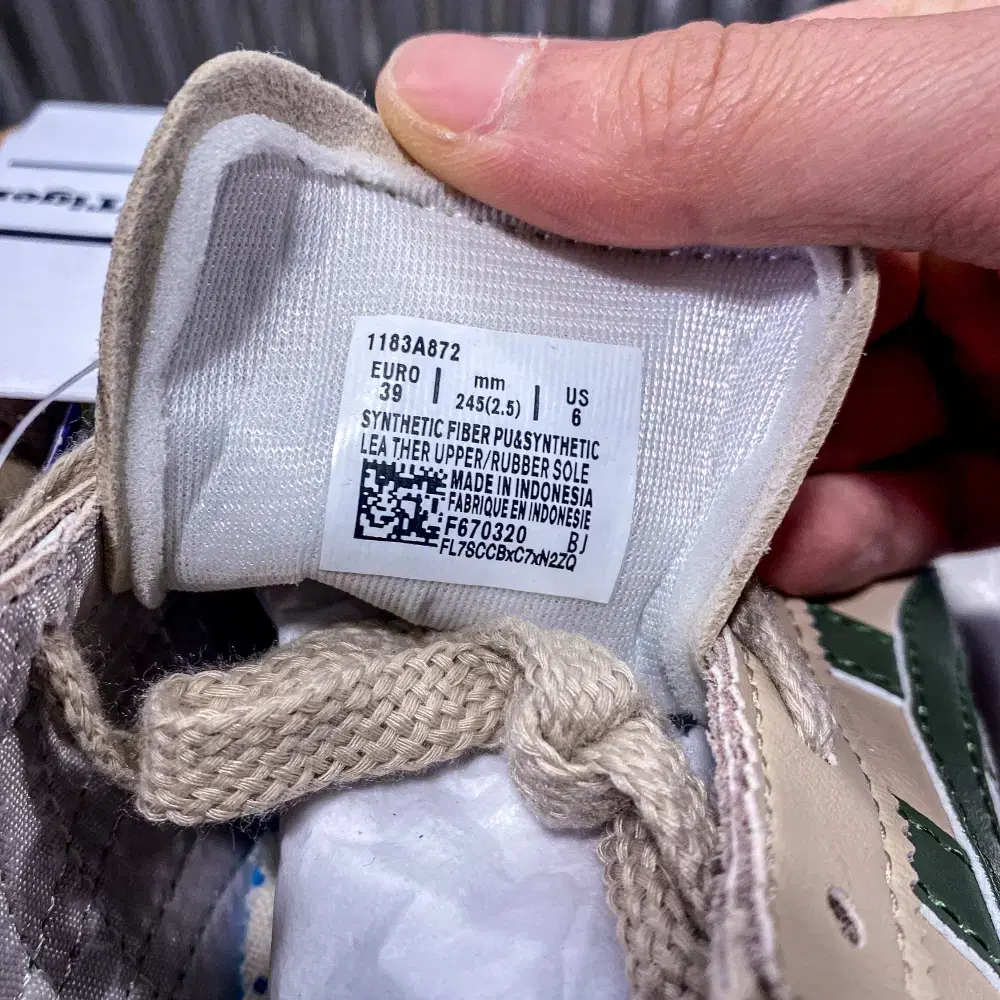 Tiger
1183A872
EURO | mm | US
39 245(2.5) 6
SYNTHETIC FIBER PU&SYNTHETIC
LEA THER UPPER/RUBBER SOLE
MADE IN INDONESIA
FABRIQUE EN INDONESIE
F670320 BJ
FL7SCCBxC7xN2ZQ